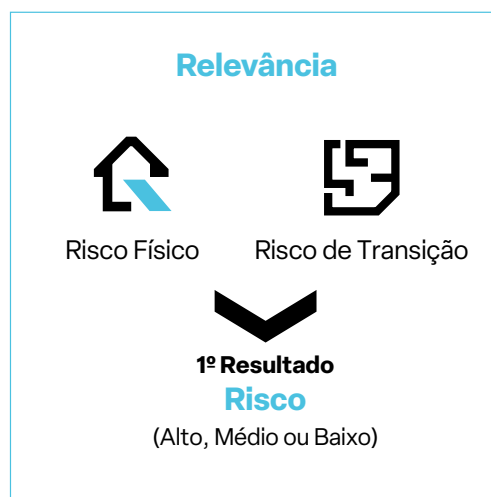 Relevância
Risco Físico
Risco de Transição
1º Resultado
Risco
(Alto, Médio ou Baixo)